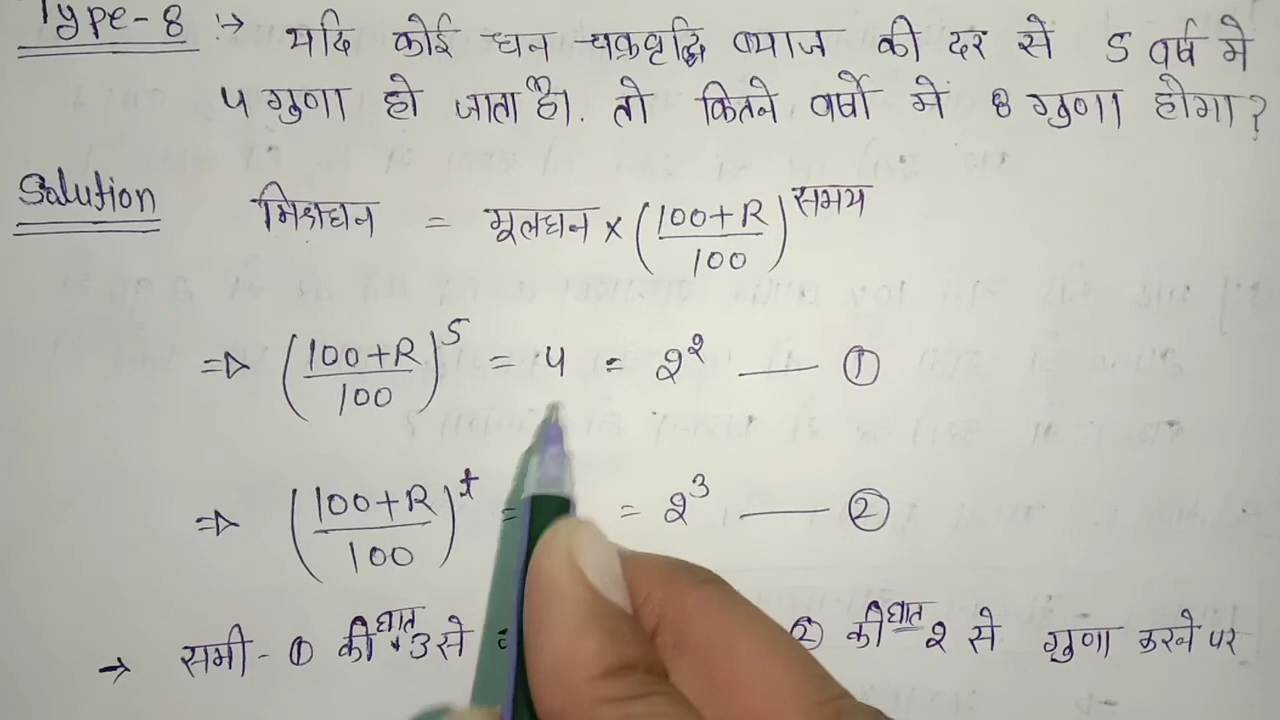 Type-8 :→ यदि कोई धन चक्रवृद्धि ब्याज की दर से 5 वर्ष मे
4 गुणा हो जाता है। तो कितने वर्षो में 8 गुणा होगा?
Solution मिश्रधन = मूलधन × ((100+R)/100)^समय
=> ((100+R)/100)^5 = 4 = 2^2 — ①
=> ((100+R)/100)^t = = 2^3 — ②
→ समी - ① की घात 3 से ② की घात 2 से गुणा करने पर